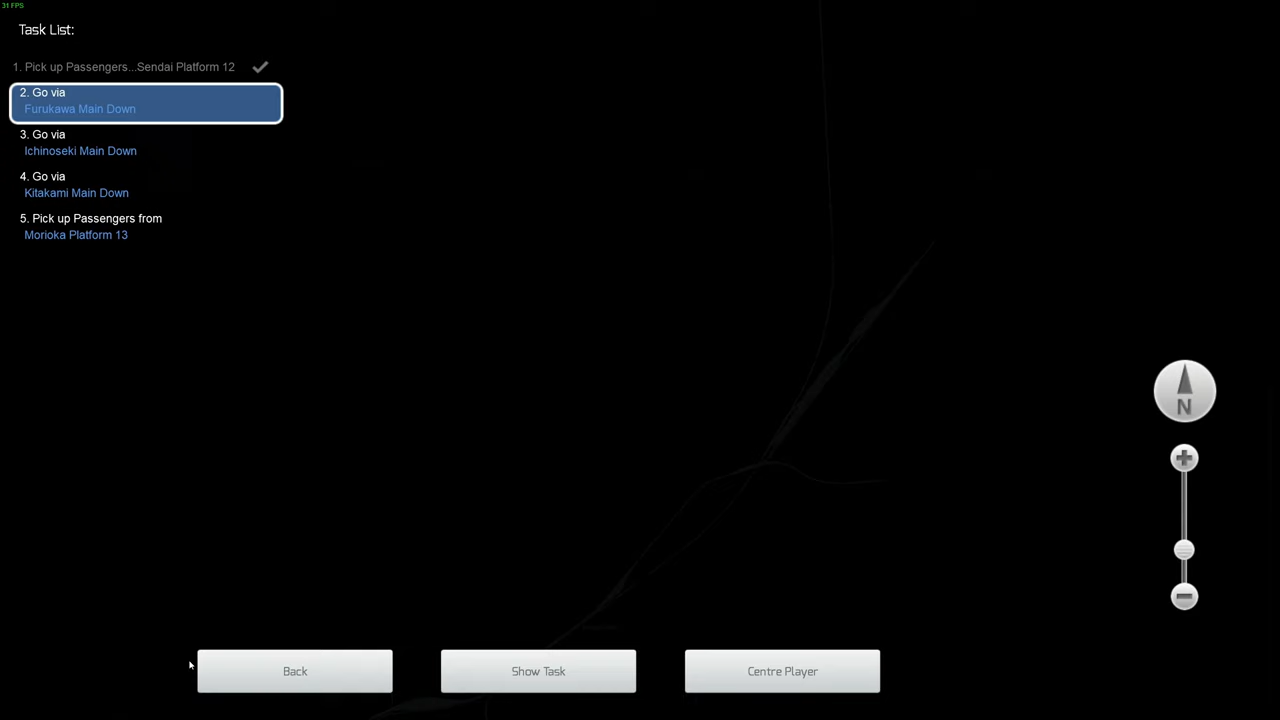 31 FPS
Task List:
1. Pick up Passengers...Sendai Platform 12
2. Go via
Furukawa Main Down
3. Go via
Ichinoseki Main Down
4. Go via
Kitakami Main Down
5. Pick up Passengers from
Morioka Platform 13
N
Back
Show Task
Centre Player